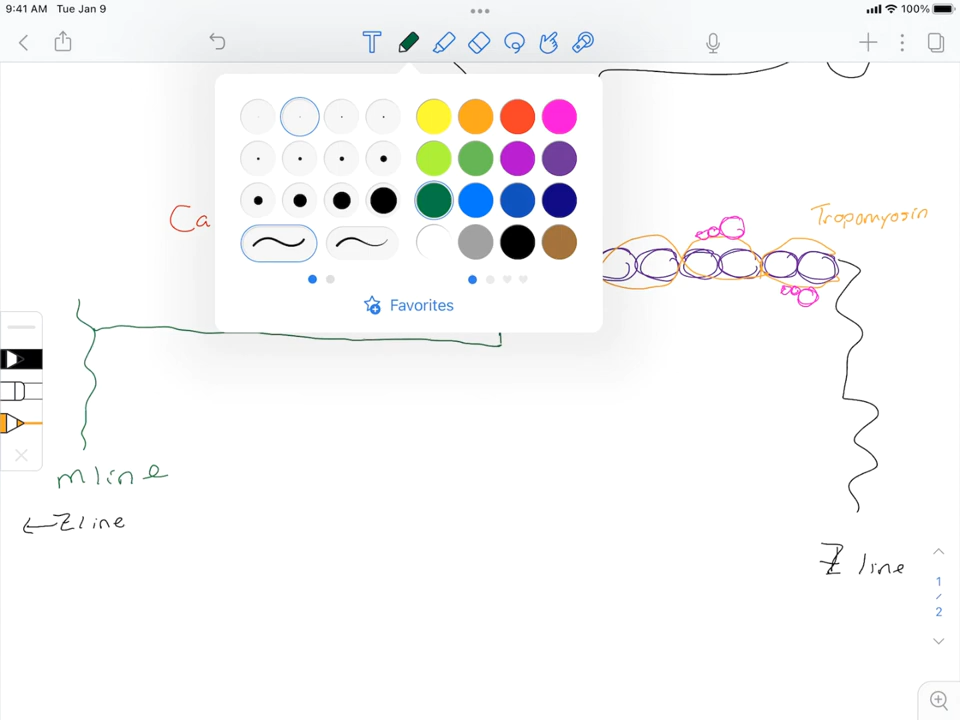 9:41 AM Tue Jan 9
100%
T
Ca
Tropomyosin
Favorites
m line
← Z line
Z line
1
/
2